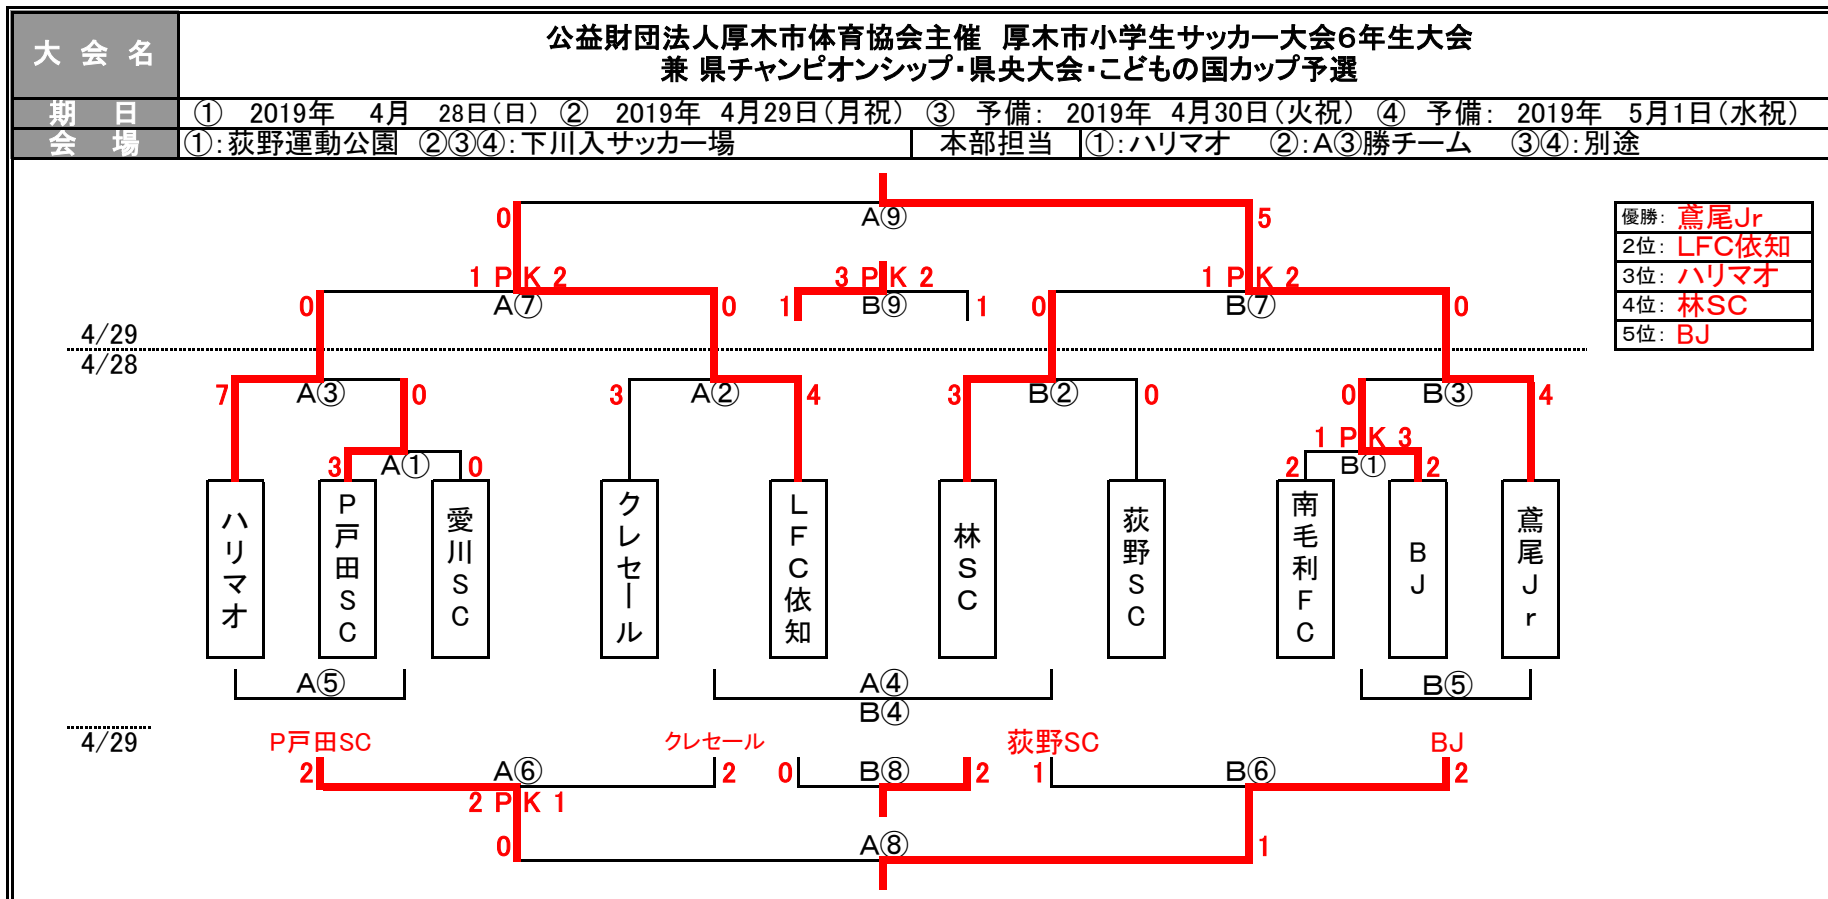 大会名
公益財団法人厚木市体育協会主催 厚木市小学生サッカー大会6年生大会
兼 県チャンピオンシップ・県央大会・こどもの国カップ予選
期 日 ① 2019年 4月 28日(日) ② 2019年 4月29日(月祝) ③ 予備: 2019年 4月30日(火祝) ④ 予備: 2019年 5月1日(水祝)
会 場 ①:荻野運動公園 ②③④:下川入サッカー場 本部担当 ①:ハリマオ ②:A③勝チーム ③④:別途
0 A⑨ 5
優勝: 鳶尾Jr
2位: LFC依知
3位: ハリマオ
4位: 林SC
5位: BJ
1 PK 2 3 PK 2 1 PK 2
0 A⑦ 0 1 B⑨ 1 0 B⑦ 0
4/29
4/28
7 A③ 0 3 A② 4 3 B② 0 0 B③ 4
1 PK 3
3 A① 0 2 B① 2
ハリマオ
P戸田SC
愛川SC
クレセール
LFC依知
林SC
荻野SC
南毛利FC
BJ
鳶尾Jr
A⑤ A④ B⑤
B④
4/29
P戸田SC クレセール 荻野SC BJ
2 A⑥ 2 0 B⑧ 2 1 B⑥ 2
2 PK 1
0 A⑧ 1